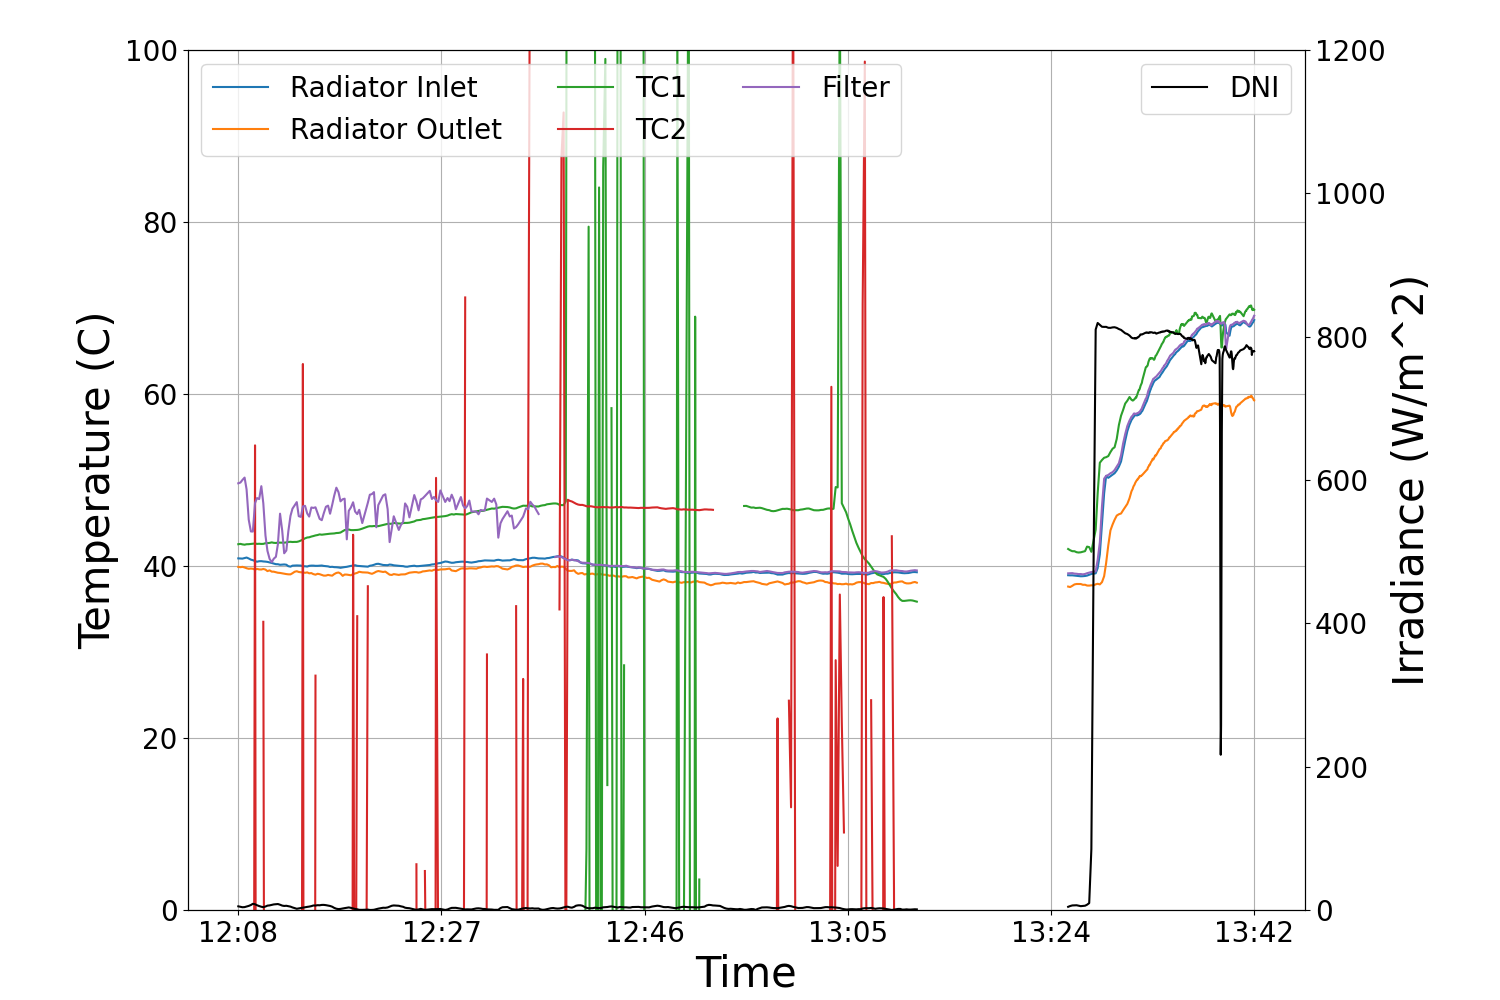 100
80
60
40
20
0
Temperature (C)
Radiator Inlet
Radiator Outlet
TC1
TC2
Filter
DNI
1200
1000
800
600
400
200
0
Irradiance (W/m^2)
12:08
12:27
12:46
13:05
13:24
13:42
Time